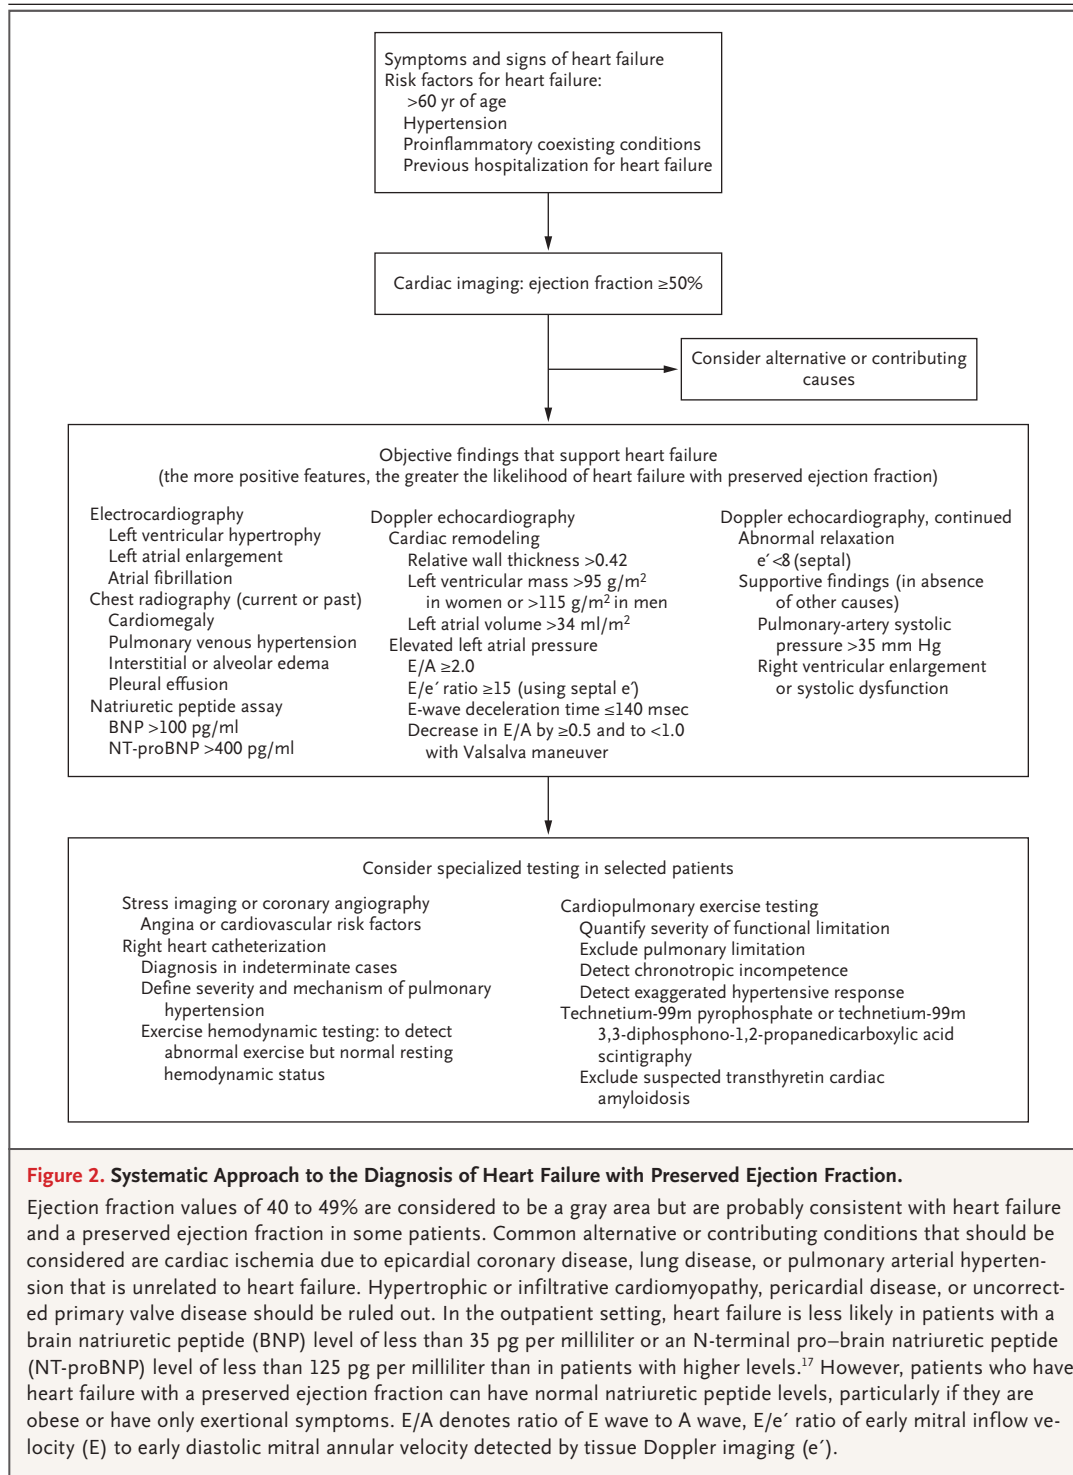 Symptoms and signs of heart failure
Risk factors for heart failure:
>60 yr of age
Hypertension
Proinflammatory coexisting conditions
Previous hospitalization for heart failure
Cardiac imaging: ejection fraction ≥50%
Consider alternative or contributing
causes
Objective findings that support heart failure
(the more positive features, the greater the likelihood of heart failure with preserved ejection fraction)
Electrocardiography
Left ventricular hypertrophy
Left atrial enlargement
Atrial fibrillation
Chest radiography (current or past)
Cardiomegaly
Pulmonary venous hypertension
Interstitial or alveolar edema
Pleural effusion
Natriuretic peptide assay
BNP >100 pg/ml
NT-proBNP >400 pg/ml
Doppler echocardiography
Cardiac remodeling
Relative wall thickness >0.42
Left ventricular mass >95 g/m²
in women or >115 g/m² in men
Left atrial volume >34 ml/m²
Elevated left atrial pressure
E/A ≥2.0
E/e′ ratio ≥15 (using septal e′)
E-wave deceleration time ≤140 msec
Decrease in E/A by ≥0.5 and to <1.0
with Valsalva maneuver
Doppler echocardiography, continued
Abnormal relaxation
e′ <8 (septal)
Supportive findings (in absence
of other causes)
Pulmonary-artery systolic
pressure >35 mm Hg
Right ventricular enlargement
or systolic dysfunction
Consider specialized testing in selected patients
Stress imaging or coronary angiography
Angina or cardiovascular risk factors
Right heart catheterization
Diagnosis in indeterminate cases
Define severity and mechanism of pulmonary
hypertension
Exercise hemodynamic testing: to detect
abnormal exercise but normal resting
hemodynamic status
Cardiopulmonary exercise testing
Quantify severity of functional limitation
Exclude pulmonary limitation
Detect chronotropic incompetence
Detect exaggerated hypertensive response
Technetium-99m pyrophosphate or technetium-99m
3,3-diphosphono-1,2-propanedicarboxylic acid
scintigraphy
Exclude suspected transthyretin cardiac
amyloidosis
Figure 2. Systematic Approach to the Diagnosis of Heart Failure with Preserved Ejection Fraction.
Ejection fraction values of 40 to 49% are considered to be a gray area but are probably consistent with heart failure
and a preserved ejection fraction in some patients. Common alternative or contributing conditions that should be
considered are cardiac ischemia due to epicardial coronary disease, lung disease, or pulmonary arterial hyperten-
sion that is unrelated to heart failure. Hypertrophic or infiltrative cardiomyopathy, pericardial disease, or uncorrect-
ed primary valve disease should be ruled out. In the outpatient setting, heart failure is less likely in patients with a
brain natriuretic peptide (BNP) level of less than 35 pg per milliliter or an N-terminal pro–brain natriuretic peptide
(NT-proBNP) level of less than 125 pg per milliliter than in patients with higher levels.¹⁷ However, patients who have
heart failure with a preserved ejection fraction can have normal natriuretic peptide levels, particularly if they are
obese or have only exertional symptoms. E/A denotes ratio of E wave to A wave, E/e′ ratio of early mitral inflow ve-
locity (E) to early diastolic mitral annular velocity detected by tissue Doppler imaging (e′).